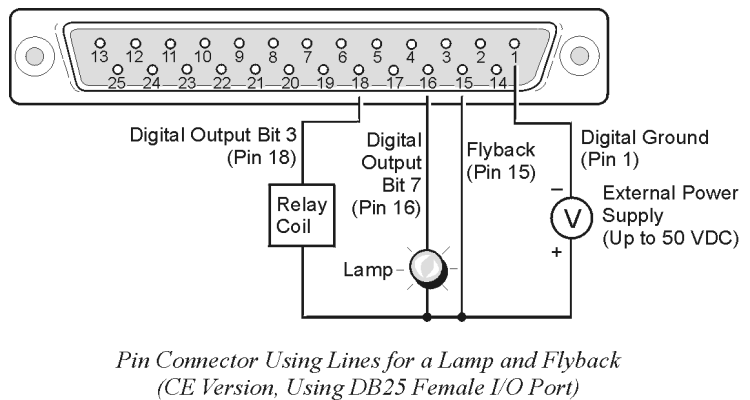 13 12 11 10 9 8 7 6 5 4 3 2 1
25 24 23 22 21 20 19 18 17 16 15 14
Digital Output Bit 3
(Pin 18)
Digital
Output
Bit 7
(Pin 16)
Flyback
(Pin 15)
Digital Ground
(Pin 1)
Relay
Coil
–
V
+
External Power
Supply
(Up to 50 VDC)
Lamp
Pin Connector Using Lines for a Lamp and Flyback
(CE Version, Using DB25 Female I/O Port)